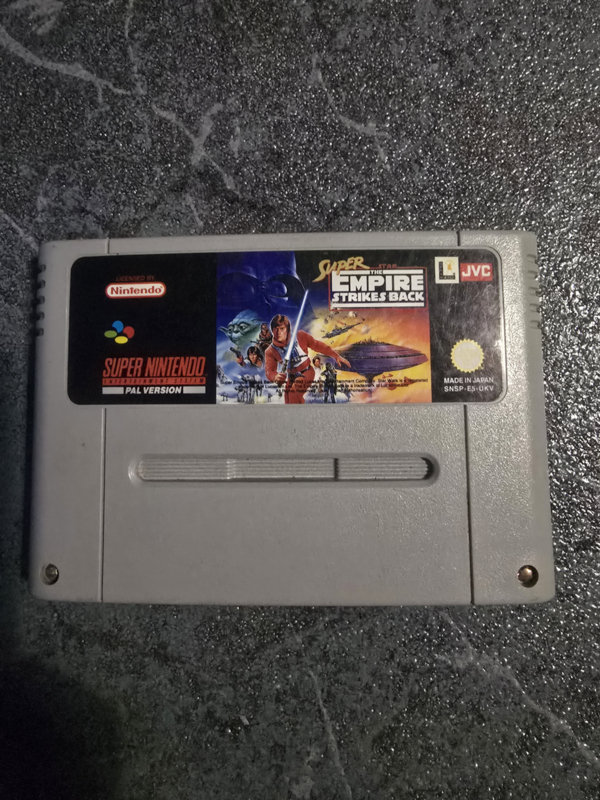 LICENSED BY
Nintendo
SUPER NINTENDO
ENTERTAINMENT SYSTEM
PAL VERSION
SUPER STAR
THE
EMPIRE
STRIKES BACK
JVC
MADE IN JAPAN
SNSP-E5-UKV